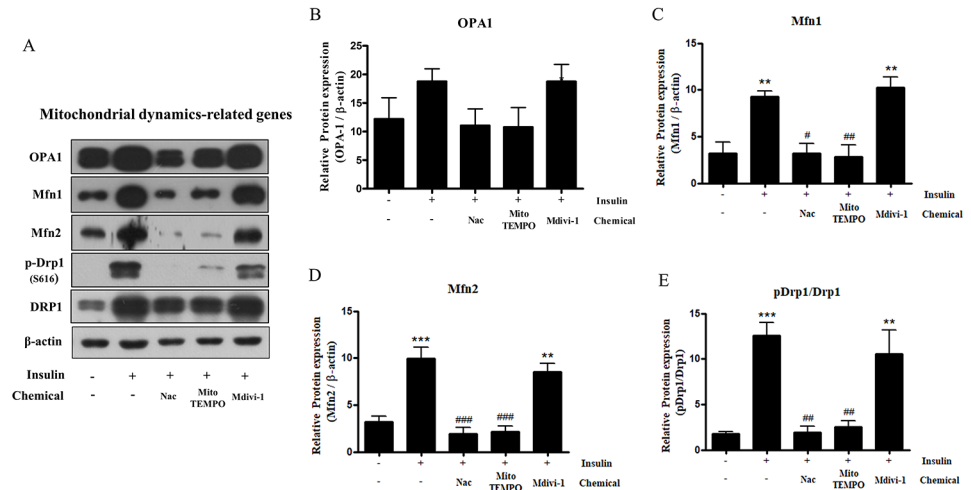 A
Mitochondrial dynamics-related genes
OPA1
Mfn1
Mfn2
p-Drp1
(S616)
DRP1
β-actin
Insulin - + + + +
Chemical - - Nac Mito TEMPO Mdivi-1
B
OPA1
Relative Protein expression
(OPA-1 / β-actin)
25
20
15
10
5
0
- + + + + Insulin
- - Nac Mito TEMPO Mdivi-1 Chemical
C
Mfn1
Relative Protein expression
(Mfn1 / β-actin)
15
10
5
0
** # ## **
- + + + + Insulin
- - Nac Mito TEMPO Mdivi-1 Chemical
D
Mfn2
Relative Protein expression
(Mfn2 / β-actin)
15
10
5
0
*** ### ### **
- + + + + Insulin
- - Nac Mito TEMPO Mdivi-1 Chemical
E
pDrp1/Drp1
Relative Protein expression
(pDrp1/Drp1)
15
10
5
0
*** ## ## **
- + + + + Insulin
- - Nac Mito TEMPO Mdivi-1 Chemical